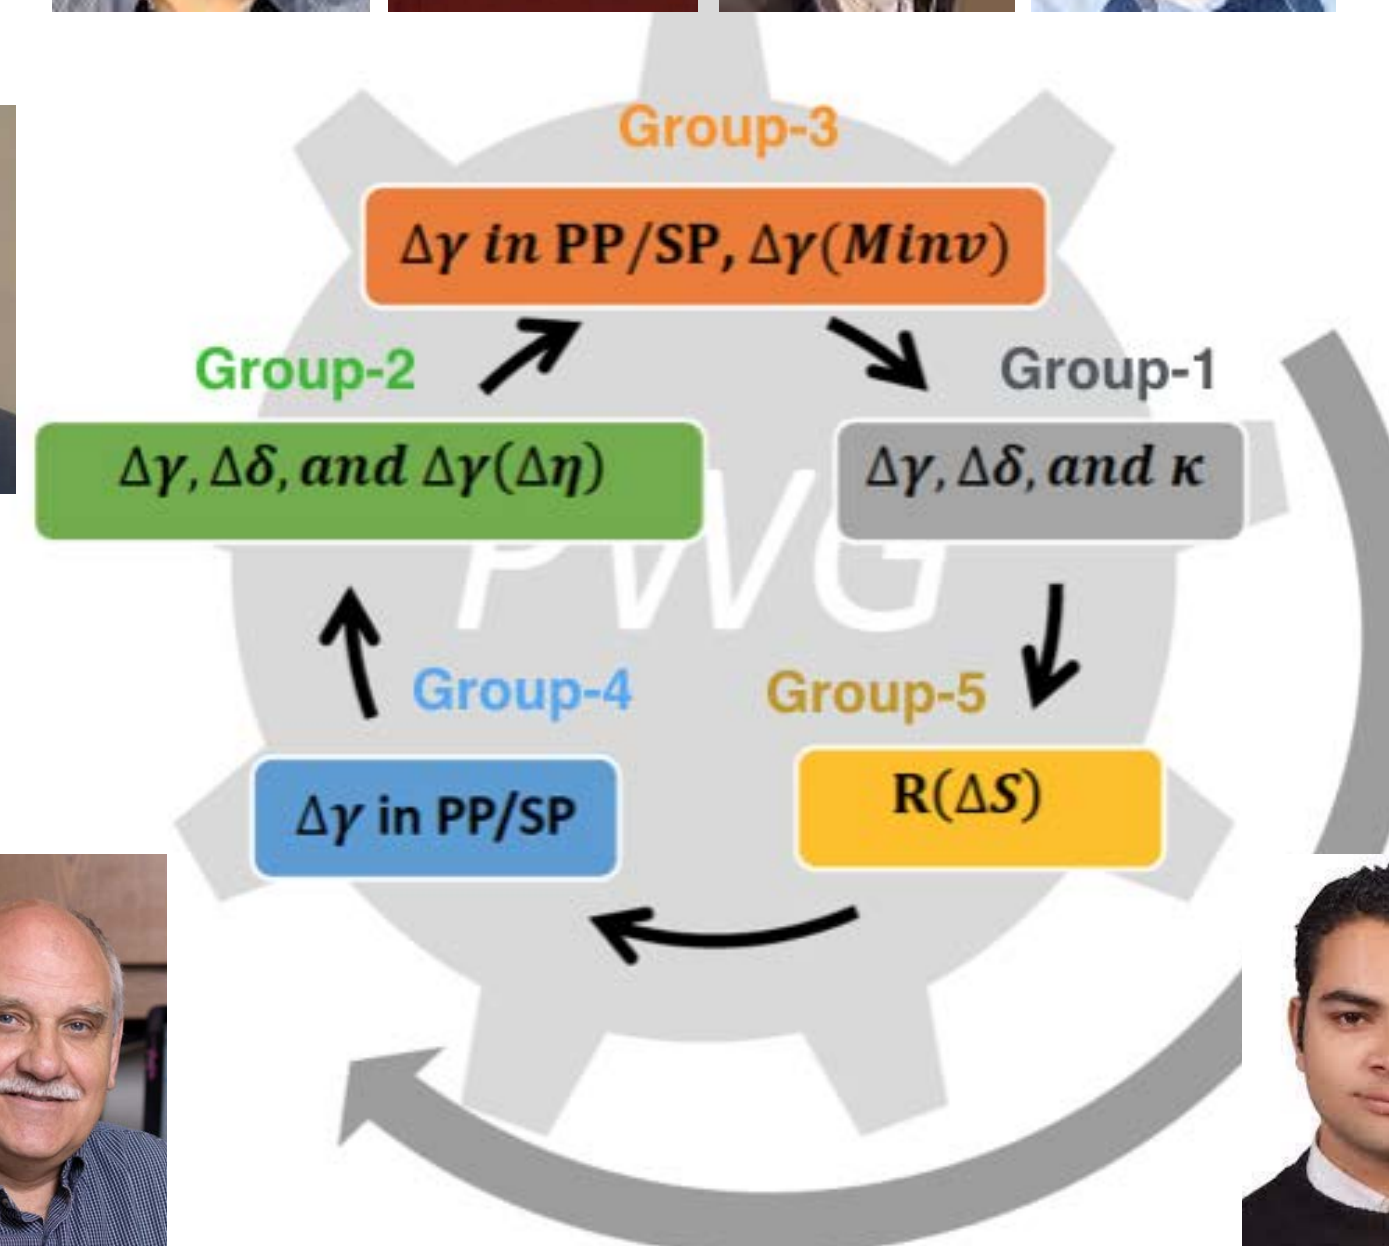 Group-3
Δγ in PP/SP, Δγ(Minv)
Group-2
Group-1
Δγ, Δδ, and Δγ(Δη)
Δγ, Δδ, and κ
PWG
Group-4
Group-5
Δγ in PP/SP
R(ΔS)